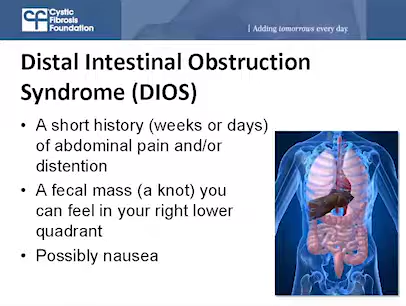 Cystic
Fibrosis
Foundation
Adding tomorrows every day.
Distal Intestinal Obstruction
Syndrome (DIOS)
• A short history (weeks or days)
of abdominal pain and/or
distention
• A fecal mass (a knot) you
can feel in your right lower
quadrant
• Possibly nausea